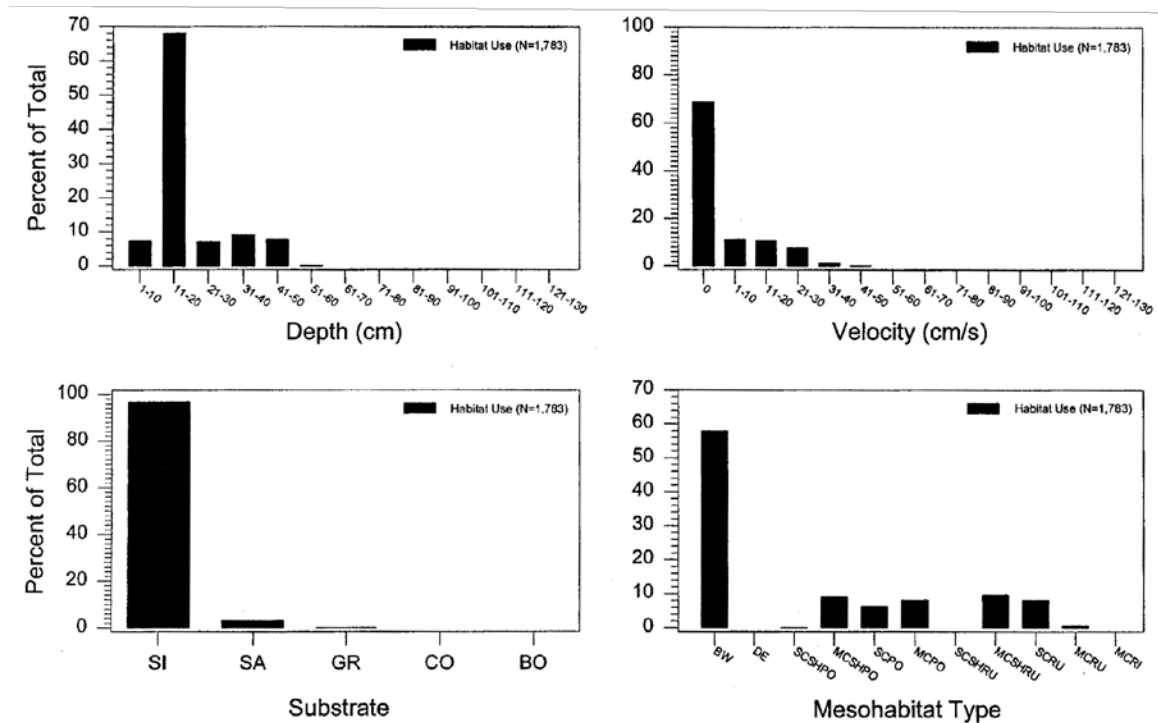 Percent of Total
70
60
50
40
30
20
10
0
Habitat Use (N=1,783)
1-10
11-20
21-30
31-40
41-50
51-60
61-70
71-80
81-90
91-100
101-110
111-120
121-130
Depth (cm)
100
80
60
40
20
0
Habitat Use (N=1,783)
0
1-10
11-20
21-30
31-40
41-50
51-60
61-70
71-80
81-90
91-100
101-110
111-120
121-130
Velocity (cm/s)
Percent of Total
100
80
60
40
20
0
Habitat Use (N=1,783)
SI
SA
GR
CO
BO
Substrate
70
60
50
40
30
20
10
0
Habitat Use (N=1,783)
BW
DE
SCSHPO
MCSHPO
SCPO
MCPO
SCSHRU
MCSHRU
SCRU
MCRU
MCRI
Mesohabitat Type